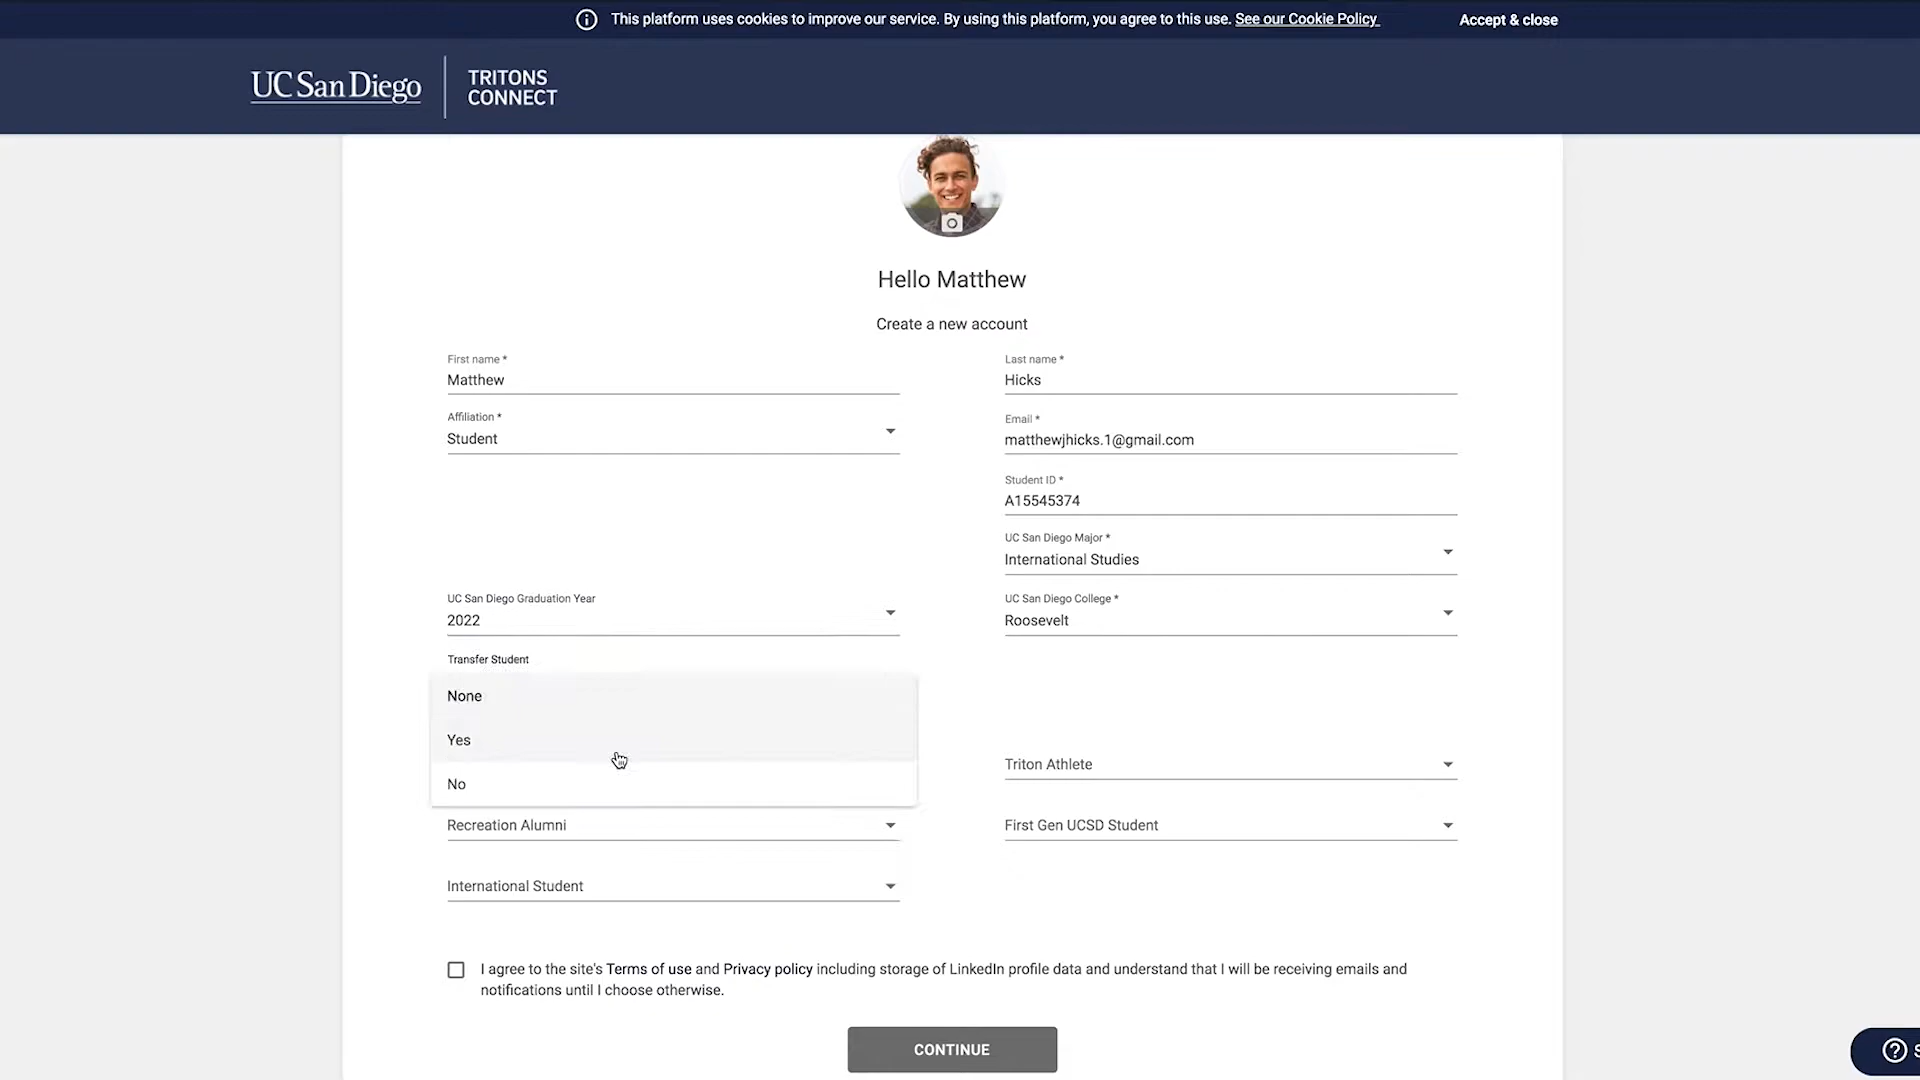 This platform uses cookies to improve our service. By using this platform, you agree to this use. See our Cookie Policy
Accept & close
UC San Diego
TRITONS
CONNECT
Hello Matthew
Create a new account
First name *
Matthew
Last name *
Hicks
Affiliation *
Student
Email *
matthewjhicks.1@gmail.com
Student ID *
A15545374
UC San Diego Major *
International Studies
UC San Diego Graduation Year
2022
UC San Diego College *
Roosevelt
Transfer Student
None
Yes
No
Triton Athlete
Recreation Alumni
First Gen UCSD Student
International Student
I agree to the site's Terms of use and Privacy policy including storage of LinkedIn profile data and understand that I will be receiving emails and
notifications until I choose otherwise.
CONTINUE